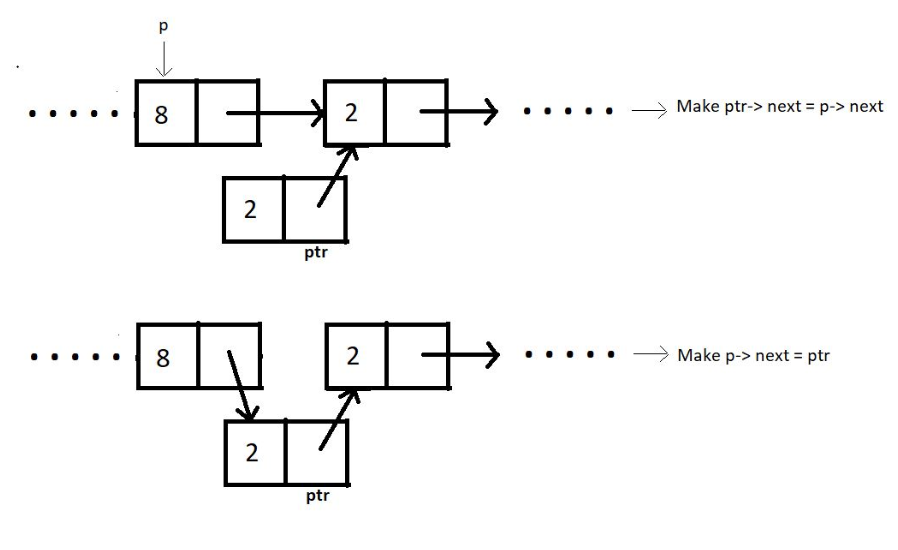 p
8
2
Make ptr-> next = p-> next
2
ptr
8
2
Make p-> next = ptr
2
ptr